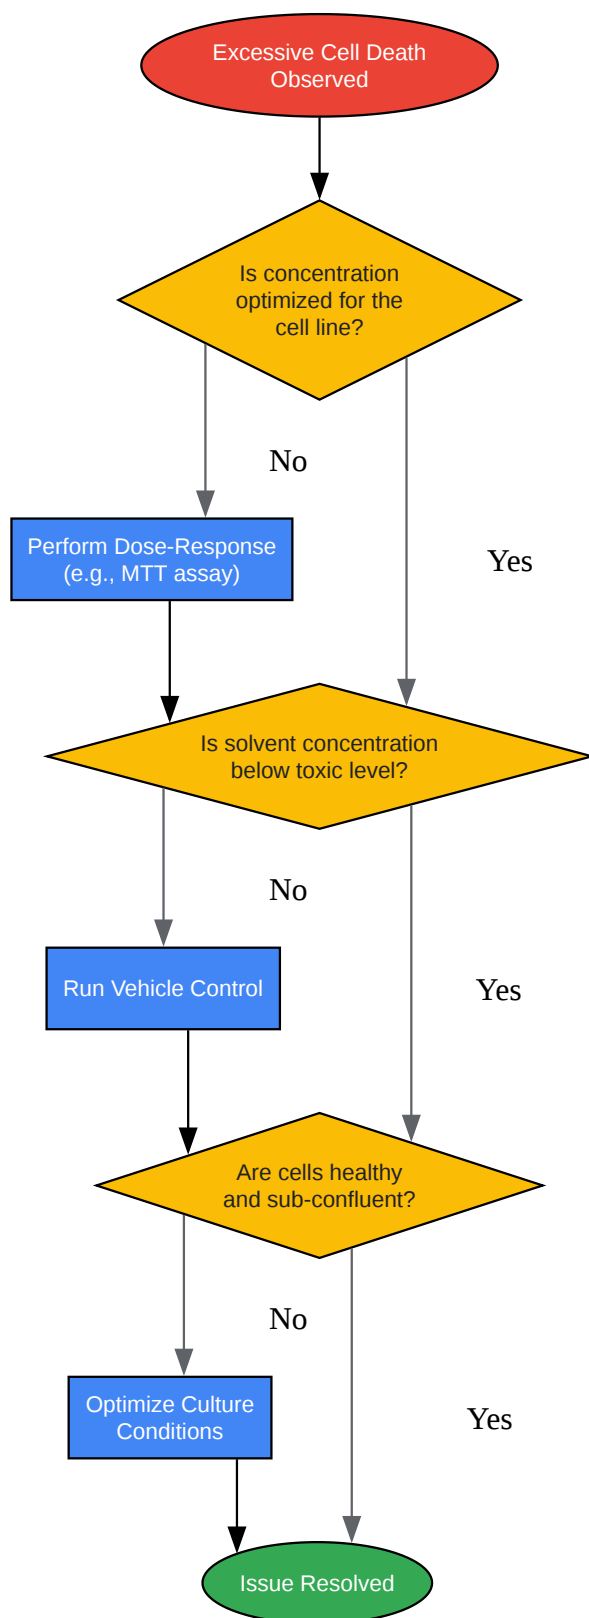 Excessive Cell Death
Observed
Is concentration
optimized for the
cell line?
No
Perform Dose-Response
(e.g., MTT assay)
Yes
Is solvent concentration
below toxic level?
No
Run Vehicle Control
Yes
Are cells healthy
and sub-confluent?
No
Optimize Culture
Conditions
Yes
Issue Resolved